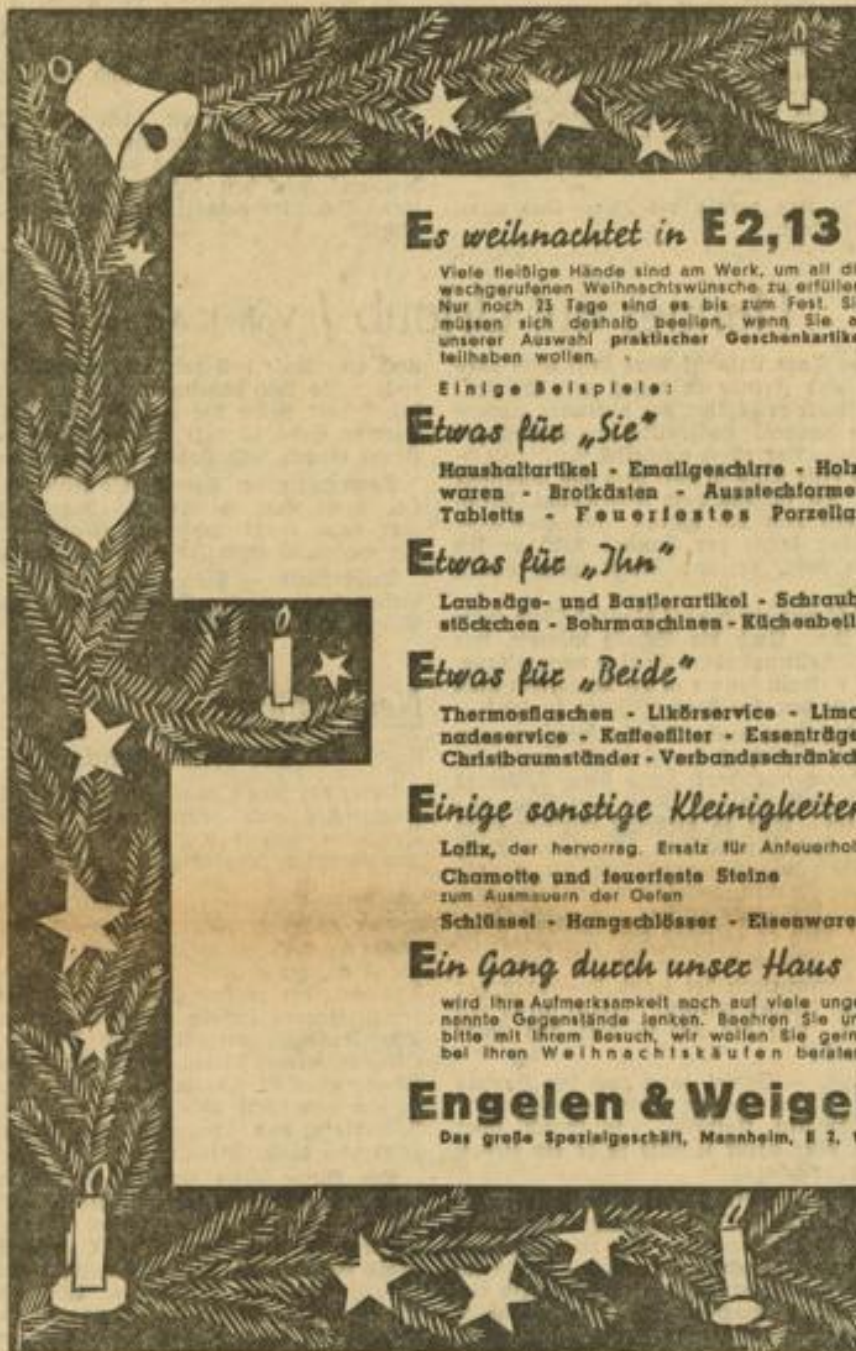 Es weihnachtet in E 2,13
Viele fleißige Hände sind am Werk, um all di
wachgerufenen Weihnachtswünsche zu erfüllen
Nur noch 23 Tage sind es bis zum Fest. Si
müssen sich deshalb beeilen, wenn Sie a
unserer Auswahl praktischer Geschenkartike
teilhaben wollen.
Einige Beispiele:
Etwas für „Sie"
Haushaltartikel - Emailgeschirre - Holz
waren - Brotkästen - Ausstechforme
Tabletts - Feuerfestes Porzella
Etwas für „Ihn"
Laubsäge- und Bastlerartikel - Schraub
stöckchen - Bohrmaschinen - Küchenbeil
Etwas für „Beide"
Thermosflaschen - Likörservice - Limo
nadeservice - Kaffeefilter - Essenträge
Christbaumständer - Verbandsschränkch
Einige sonstige Kleinigkeiten
Lofix, der hervorrag. Ersatz für Anfeuerhol
Chamotte und feuerfeste Steine
zum Ausmauern der Oefen
Schlüssel - Hangschlösser - Eisenware
Ein Gang durch unser Haus
wird Ihre Aufmerksamkeit noch auf viele unge
nannte Gegenstände lenken. Beehren Sie un
bitte mit Ihrem Besuch, wir wollen Sie gern
bei Ihren Weihnachtskäufen beraten
Engelen & Weige
Das große Spezialgeschäft, Mannheim, E 2, 1